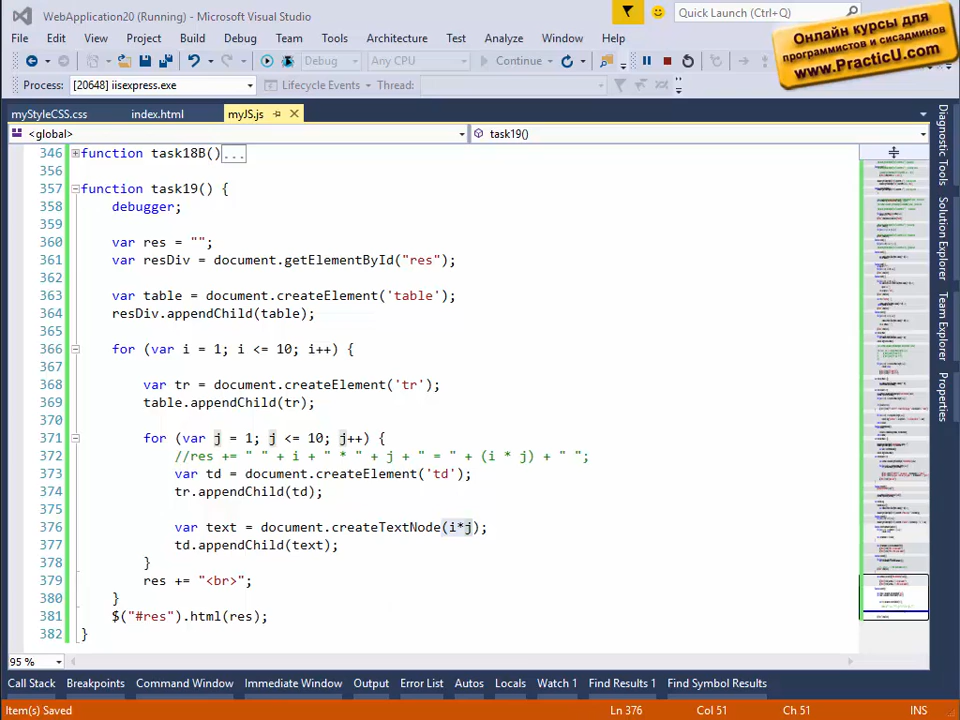 WebApplication20 (Running) - Microsoft Visual Studio
Quick Launch (Ctrl+Q)
Онлайн курсы для
программистов и сисадминов
www.PracticU.com
File Edit View Project Build Debug Team Tools Architecture Test Analyze Window Help
Debug Any CPU Continue
Process: [20648] iisexpress.exe Lifecycle Events Thread:
myStyleCSS.css index.html myJS.js
<global> task19()
346 function task18B()...
356
357 function task19() {
358 debugger;
359
360 var res = "";
361 var resDiv = document.getElementById("res");
362
363 var table = document.createElement('table');
364 resDiv.appendChild(table);
365
366 for (var i = 1; i <= 10; i++) {
367
368 var tr = document.createElement('tr');
369 table.appendChild(tr);
370
371 for (var j = 1; j <= 10; j++) {
372 //res += " " + i + " * " + j + " = " + (i * j) + " ";
373 var td = document.createElement('td');
374 tr.appendChild(td);
375
376 var text = document.createTextNode(i*j);
377 td.appendChild(text);
378 }
379 res += "<br>";
380 }
381 $("#res").html(res);
382 }
Diagnostic Tools
Solution Explorer
Team Explorer
Properties
95 %
Call Stack Breakpoints Command Window Immediate Window Output Error List Autos Locals Watch 1 Find Results 1 Find Symbol Results
Item(s) Saved Ln 376 Col 51 Ch 51 INS